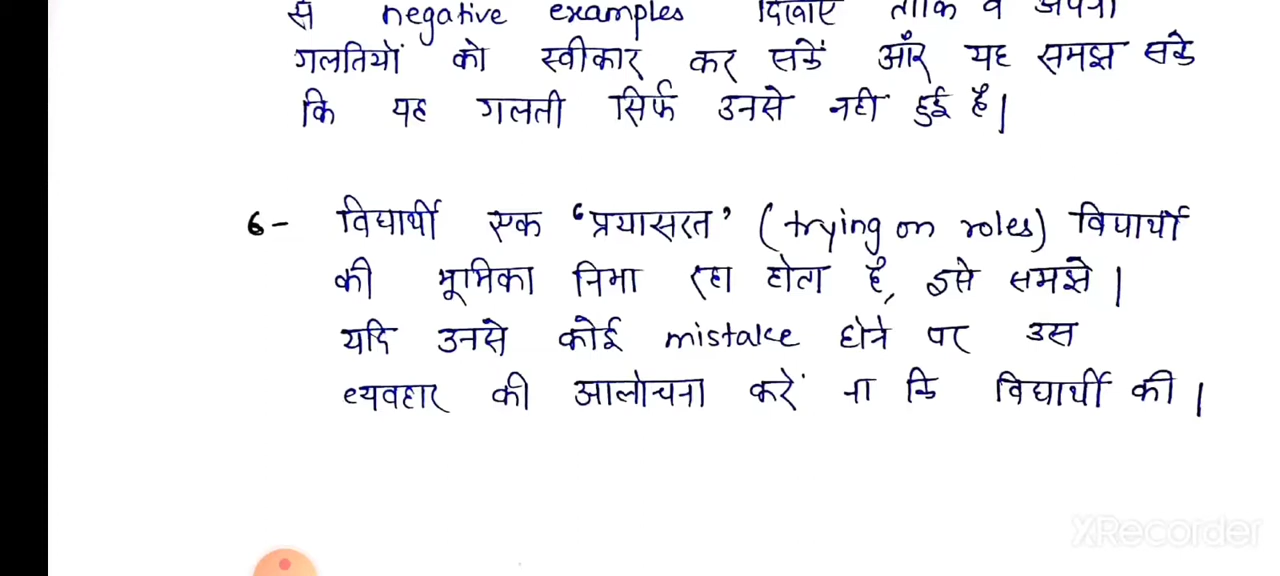 से negative examples दिखाए ताकि वे अपनी
गलतियों को स्वीकार कर सकें और यह समझ सके
कि यह गलती सिर्फ उनसे नही हुई है।
6- विद्यार्थी एक ‘प्रयासरत’ (trying on roles) विद्यार्थी
की भूमिका निभा रहा होता है, इसे समझे।
यदि उनसे कोई mistake होने पर उस
व्यवहार की आलोचना करें ना कि विद्यार्थी की।
XRecorder